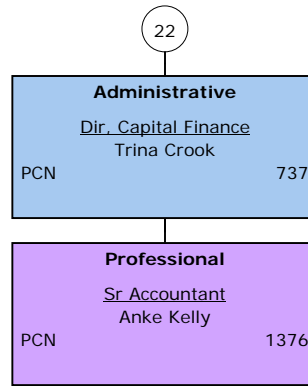 22
Administrative
Dir, Capital Finance
Trina Crook
PCN 737
Professional
Sr Accountant
Anke Kelly
PCN 1376